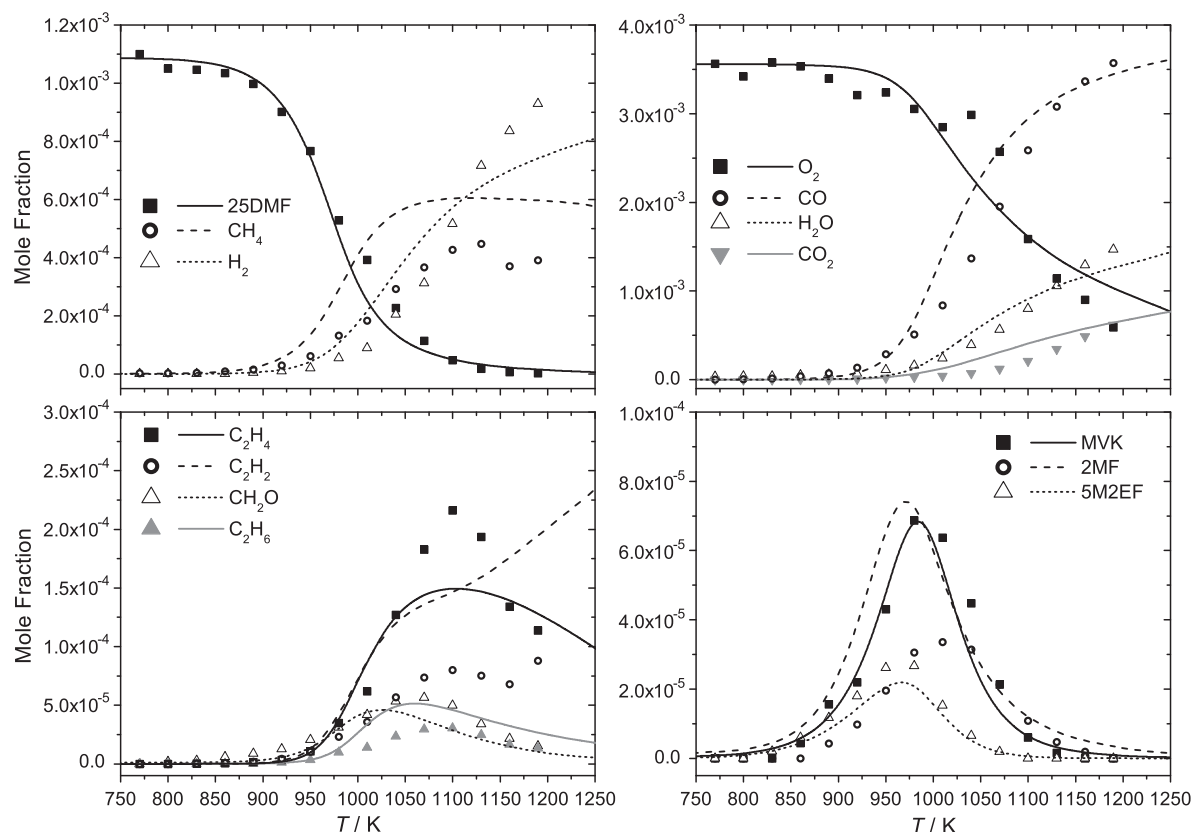 1.2x10⁻³
1.0x10⁻³
8.0x10⁻⁴
6.0x10⁻⁴
4.0x10⁻⁴
2.0x10⁻⁴
0.0
Mole Fraction
25DMF
CH₄
H₂
4.0x10⁻³
3.0x10⁻³
2.0x10⁻³
1.0x10⁻³
0.0
O₂
CO
H₂O
CO₂
3.0x10⁻⁴
2.5x10⁻⁴
2.0x10⁻⁴
1.5x10⁻⁴
1.0x10⁻⁴
5.0x10⁻⁵
0.0
Mole Fraction
C₂H₄
C₂H₂
CH₂O
C₂H₆
750 800 850 900 950 1000 1050 1100 1150 1200 1250
T / K
1.0x10⁻⁴
8.0x10⁻⁵
6.0x10⁻⁵
4.0x10⁻⁵
2.0x10⁻⁵
0.0
MVK
2MF
5M2EF
750 800 850 900 950 1000 1050 1100 1150 1200 1250
T / K